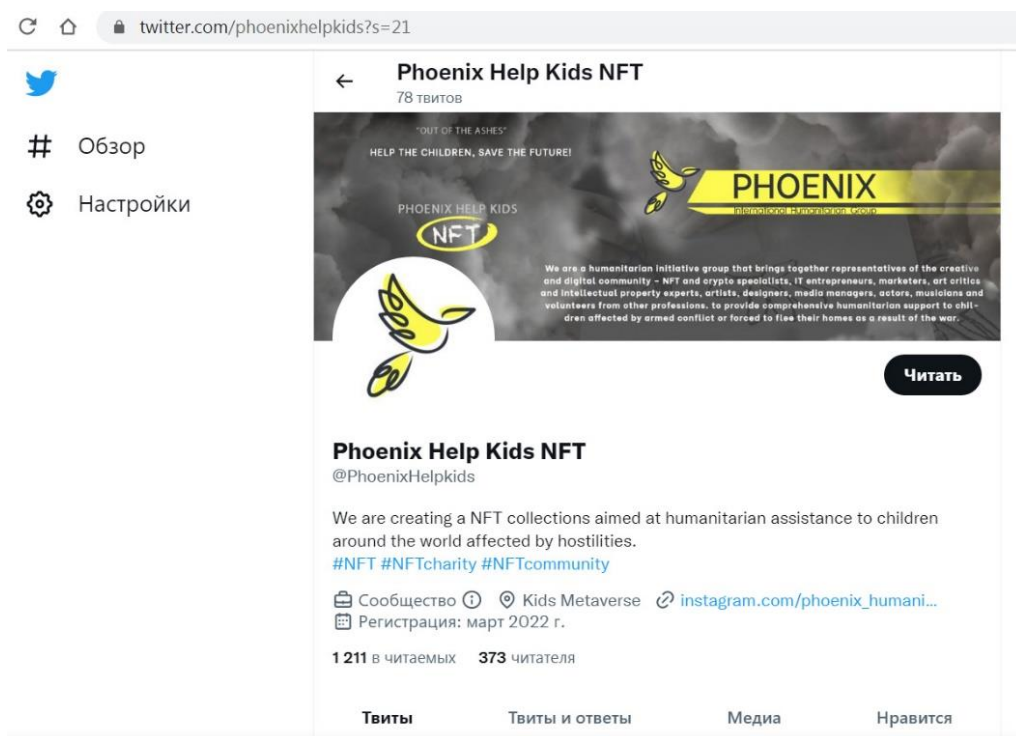 twitter.com/phoenixhelpkids?s=21
Phoenix Help Kids NFT
78 твитов
Обзор
Настройки
"OUT OF THE ASHES"
HELP THE CHILDREN, SAVE THE FUTURE!
PHOENIX HELP KIDS
NFT
PHOENIX
International Humanitarian Group
We are a humanitarian initiative group that brings together representatives of the creative
and digital community - NFT and crypto specialists, IT entrepreneurs, marketers, art critics
and intellectual property experts, artists, designers, media managers, actors, musicians and
volunteers from other professions. to provide comprehensive humanitarian support to chil-
dren affected by armed conflict or forced to flee their homes as a result of the war.
Читать
Phoenix Help Kids NFT
@PhoenixHelpkids
We are creating a NFT collections aimed at humanitarian assistance to children
around the world affected by hostilities.
#NFT #NFTcharity #NFTcommunity
Сообщество Kids Metaverse instagram.com/phoenix_humani...
Регистрация: март 2022 г.
1 211 в читаемых 373 читателя
Твиты Твиты и ответы Медиа Нравится